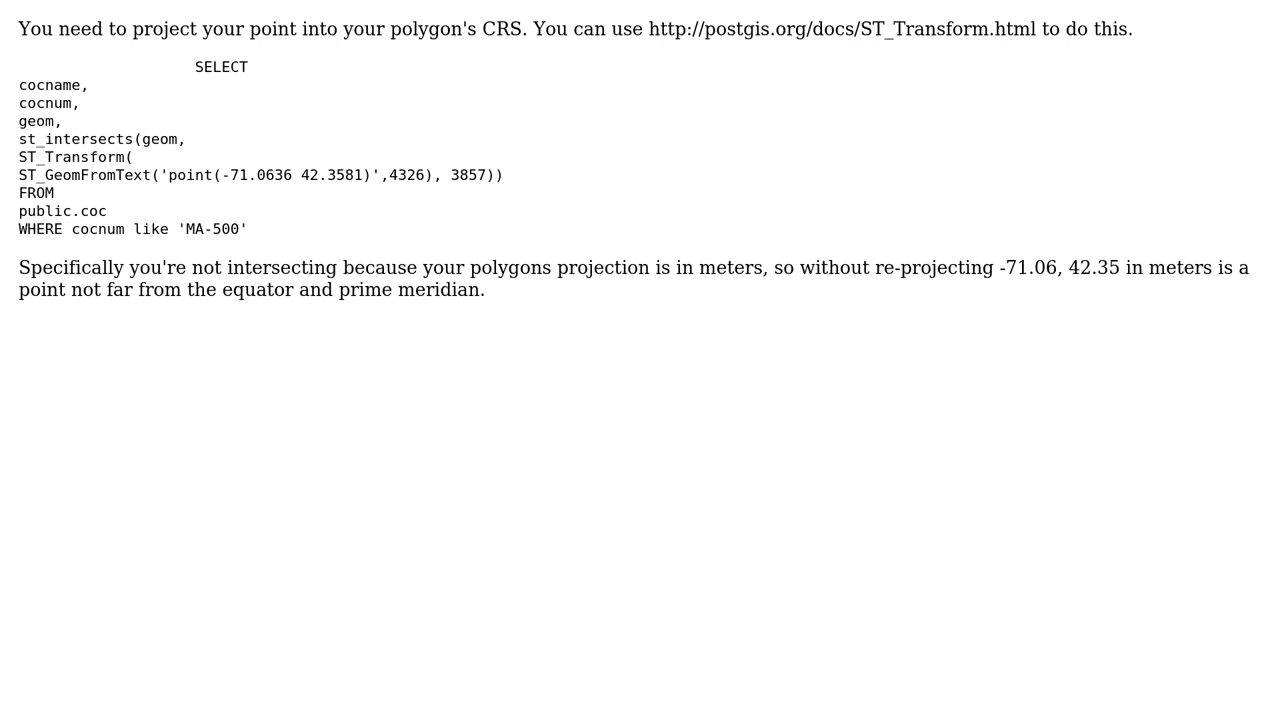 You need to project your point into your polygon's CRS. You can use http://postgis.org/docs/ST_Transform.html to do this.
SELECT
cocname,
cocnum,
geom,
st_intersects(geom,
ST_Transform(
ST_GeomFromText('point(-71.0636 42.3581)',4326), 3857))
FROM
public.coc
WHERE cocnum like 'MA-500'
Specifically you're not intersecting because your polygons projection is in meters, so without re-projecting -71.06, 42.35 in meters is a
point not far from the equator and prime meridian.